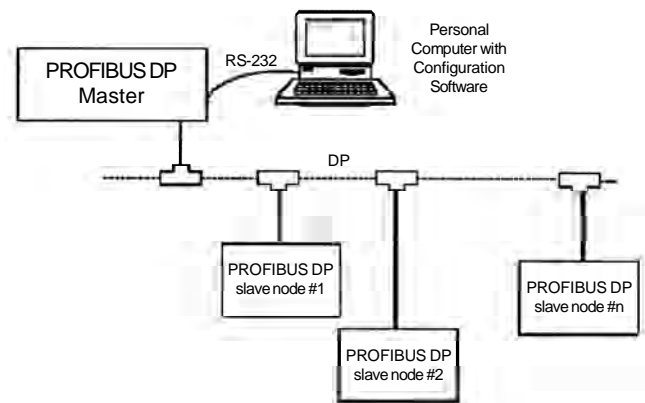 PROFIBUS DP
Master
RS-232
Personal
Computer with
Configuration
Software
DP
PROFIBUS DP
slave node #1
PROFIBUS DP
slave node #2
PROFIBUS DP
slave node #n